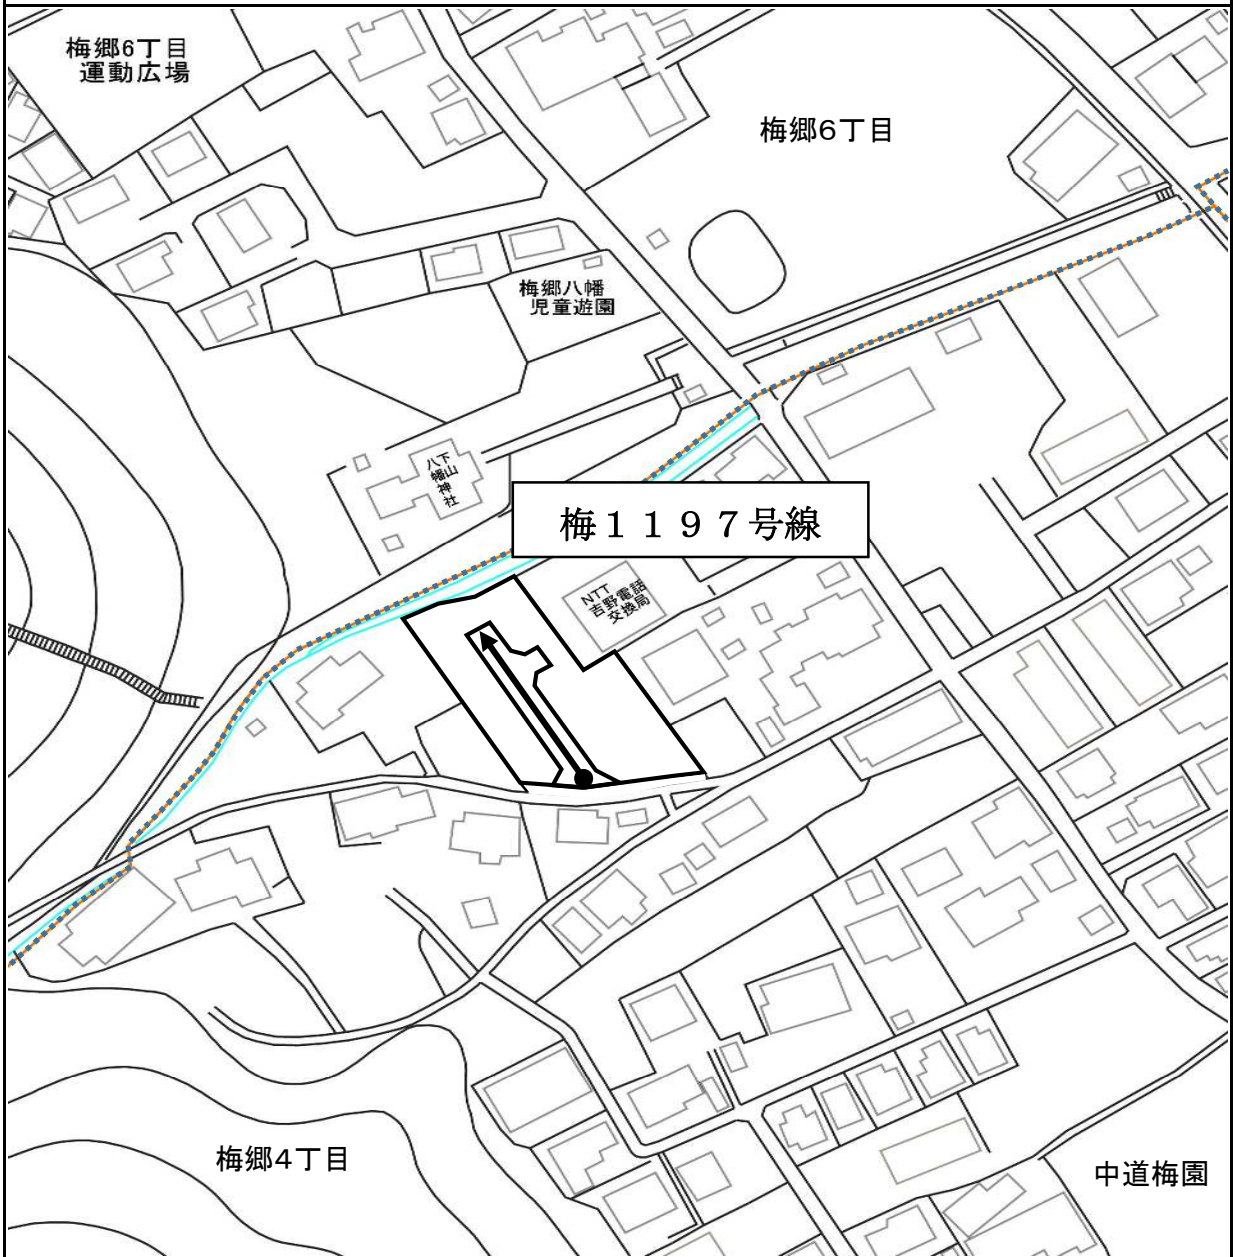 梅郷6丁目
運動広場
梅郷6丁目
梅郷八幡
児童遊園
下山
八幡神社
梅１１９７号線
NTT
吉野電話
交換局
梅郷4丁目
中道梅園